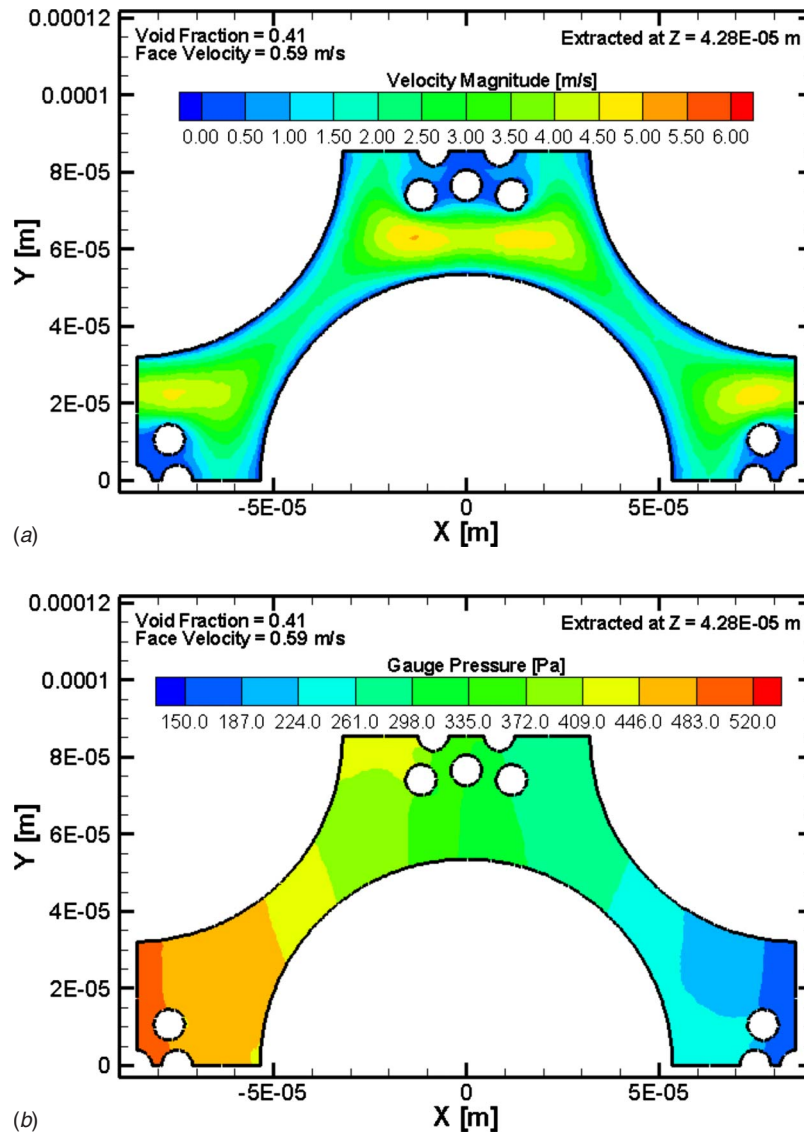 0.00012
Void Fraction = 0.41
Face Velocity = 0.59 m/s
Extracted at Z = 4.28E-05 m
0.0001
Velocity Magnitude [m/s]
0.00 0.50 1.00 1.50 2.00 2.50 3.00 3.50 4.00 4.50 5.00 5.50 6.00
8E-05
6E-05
Y [m]
4E-05
2E-05
0
-5E-05 0 5E-05
X [m]
(a)
0.00012
Void Fraction = 0.41
Face Velocity = 0.59 m/s
Extracted at Z = 4.28E-05 m
0.0001
Gauge Pressure [Pa]
150.0 187.0 224.0 261.0 298.0 335.0 372.0 409.0 446.0 483.0 520.0
8E-05
6E-05
Y [m]
4E-05
2E-05
0
-5E-05 0 5E-05
X [m]
(b)